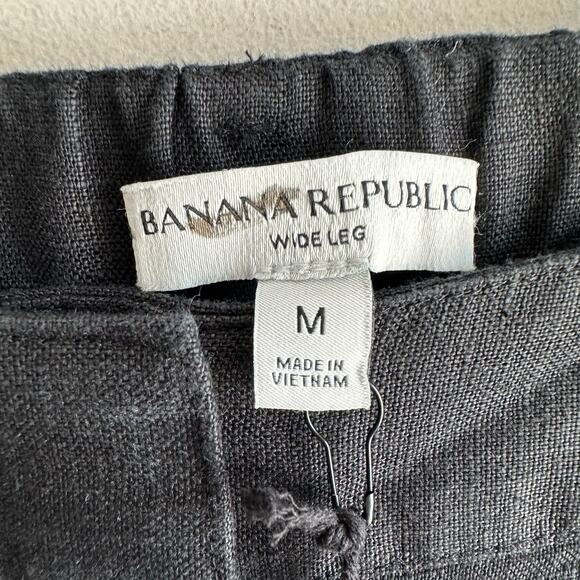 BANANA REPUBLIC
WIDE LEG
M
MADE IN
VIETNAM